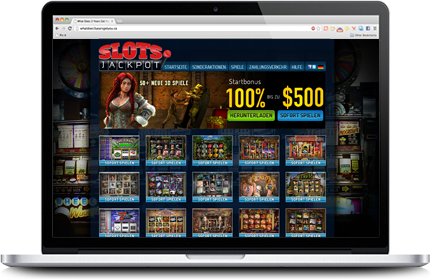 SLOTS
JACKPOT
STARTSEITE SONDERAKTIONEN SPIELE ZAHLUNGSVERKEHR HILFE
50+ NEUE 3D SPIELE
Startbonus
100% BIS ZU $500
HERUNTERLADEN SOFORT SPIELEN
SOFORT SPIELEN SOFORT SPIELEN SOFORT SPIELEN SOFORT SPIELEN SOFORT SPIELEN
SOFORT SPIELEN SOFORT SPIELEN SOFORT SPIELEN SOFORT SPIELEN SOFORT SPIELEN